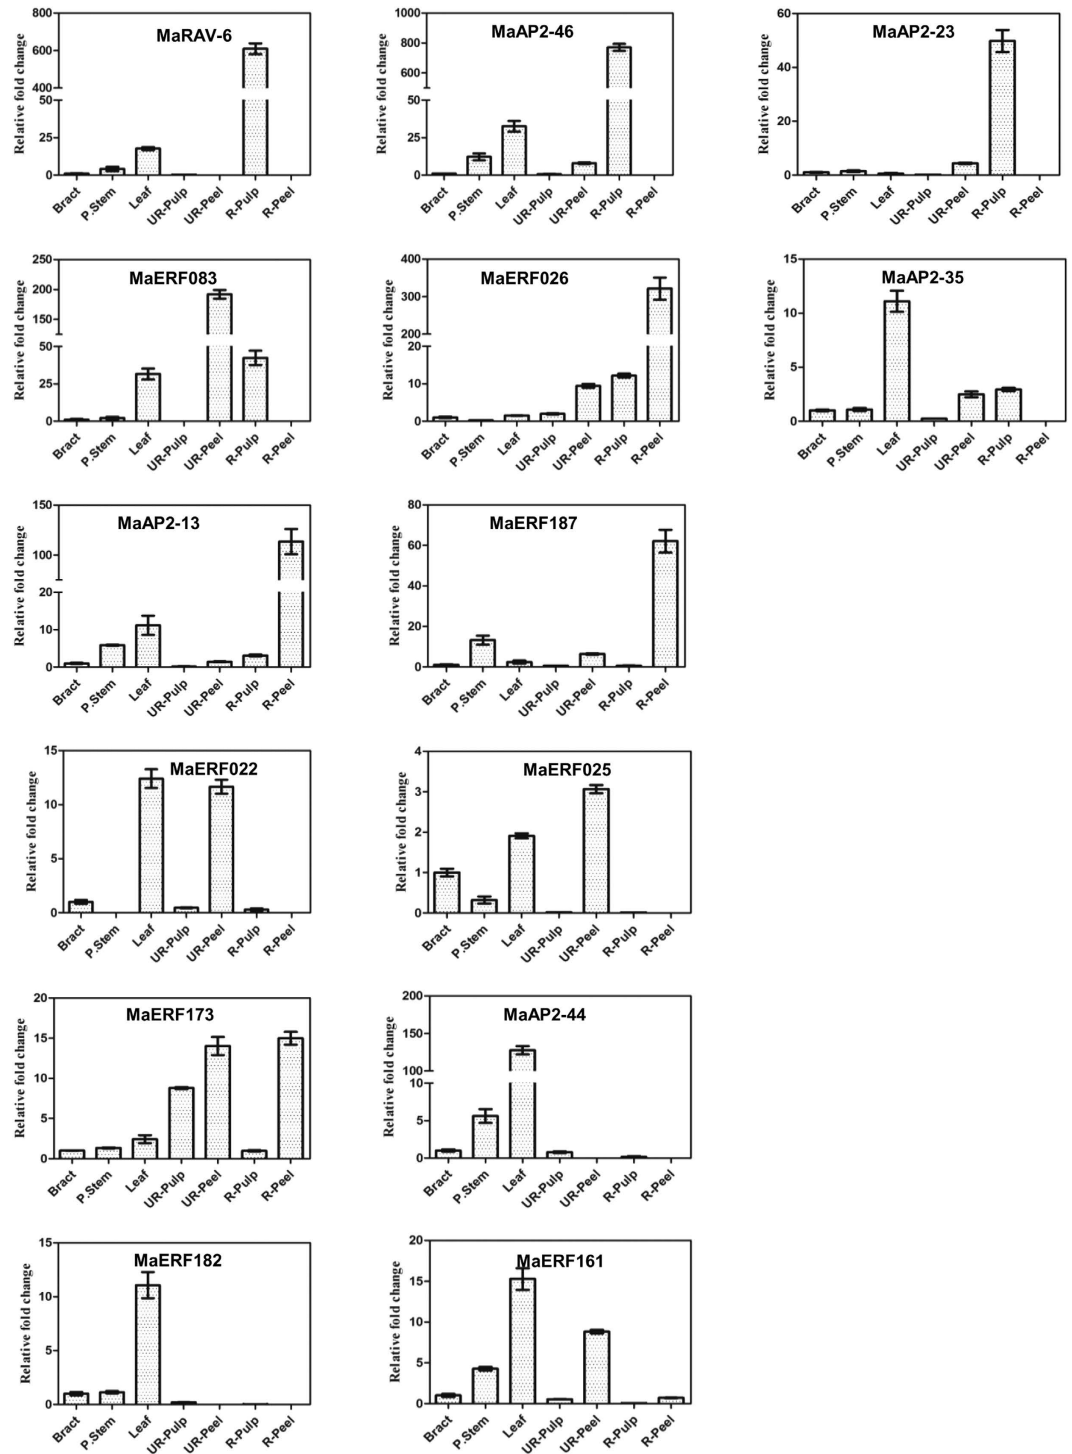 MaRAV-6
Relative fold change
800
600
400
50
25
0
Bract
P.Stem
Leaf
UR-Pulp
UR-Peel
R-Pulp
R-Peel
MaAP2-46
Relative fold change
1000
800
600
50
25
0
Bract
P.Stem
Leaf
UR-Pulp
UR-Peel
R-Pulp
R-Peel
MaAP2-23
Relative fold change
60
40
20
0
Bract
P.Stem
Leaf
UR-Pulp
UR-Peel
R-Pulp
R-Peel
MaERF083
Relative fold change
250
200
150
50
25
0
Bract
P.Stem
Leaf
UR-Pulp
UR-Peel
R-Pulp
R-Peel
MaERF026
Relative fold change
400
300
200
20
10
0
Bract
P.Stem
Leaf
UR-Pulp
UR-Peel
R-Pulp
R-Peel
MaAP2-35
Relative fold change
15
10
5
0
Bract
P.Stem
Leaf
UR-Pulp
UR-Peel
R-Pulp
R-Peel
MaAP2-13
Relative fold change
150
100
20
10
0
Bract
P.Stem
Leaf
UR-Pulp
UR-Peel
R-Pulp
R-Peel
MaERF187
Relative fold change
80
60
40
20
0
Bract
P.Stem
Leaf
UR-Pulp
UR-Peel
R-Pulp
R-Peel
MaERF022
Relative fold change
15
10
5
0
Bract
P.Stem
Leaf
UR-Pulp
UR-Peel
R-Pulp
R-Peel
MaERF025
Relative fold change
4
3
2
1
0
Bract
P.Stem
Leaf
UR-Pulp
UR-Peel
R-Pulp
R-Peel
MaERF173
Relative fold change
20
15
10
5
0
Bract
P.Stem
Leaf
UR-Pulp
UR-Peel
R-Pulp
R-Peel
MaAP2-44
Relative fold change
200
150
100
10
5
0
Bract
P.Stem
Leaf
UR-Pulp
UR-Peel
R-Pulp
R-Peel
MaERF182
Relative fold change
15
10
5
0
Bract
P.Stem
Leaf
UR-Pulp
UR-Peel
R-Pulp
R-Peel
MaERF161
Relative fold change
20
15
10
5
0
Bract
P.Stem
Leaf
UR-Pulp
UR-Peel
R-Pulp
R-Peel